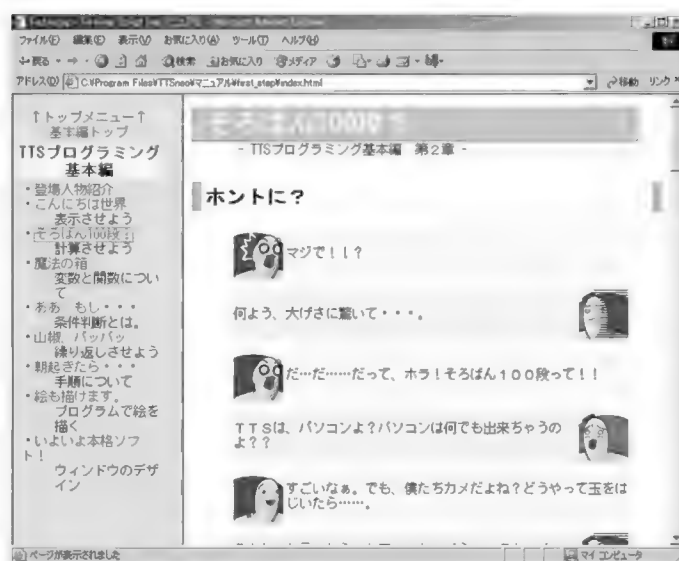 ファイル(F) 編集(E) 表示(V) お気に入り(A) ツール(T) ヘルプ(H)
戻る 検索 お気に入り メディア
アドレス(D) C:¥Program Files¥TTSneo¥マニュアル¥first_step¥index.html 移動 リンク
↑トップメニュー↑
基本編トップ
TTSプログラミング
基本編
・登場人物紹介
・こんにちは世界
表示させよう
・そろばん100段!
計算させよう
・魔法の箱
変数と関数につい
て
・ああ もし・・・
条件判断とは。
・山椒、パッパッ
繰り返しさせよう
・朝起きたら・・・
手順について
・絵も描けます。
プログラムで絵を
描く
・いよいよ本格ソフ
ト!
ウィンドウのデザ
イン
そろばん100段!
- TTSプログラミング基本編 第2章 -
ホントに?
マジで!!?
何よう、大げさに驚いて・・・。
だ…だ……だって、ホラ!そろばん100段って!!
TTSは、パソコンよ?パソコンは何でも出来ちゃうの
よ??
すごいなぁ。でも、僕たちカメだよね?どうやって玉をは
じいたら……。
ページが表示されました
マイ コンピュータ